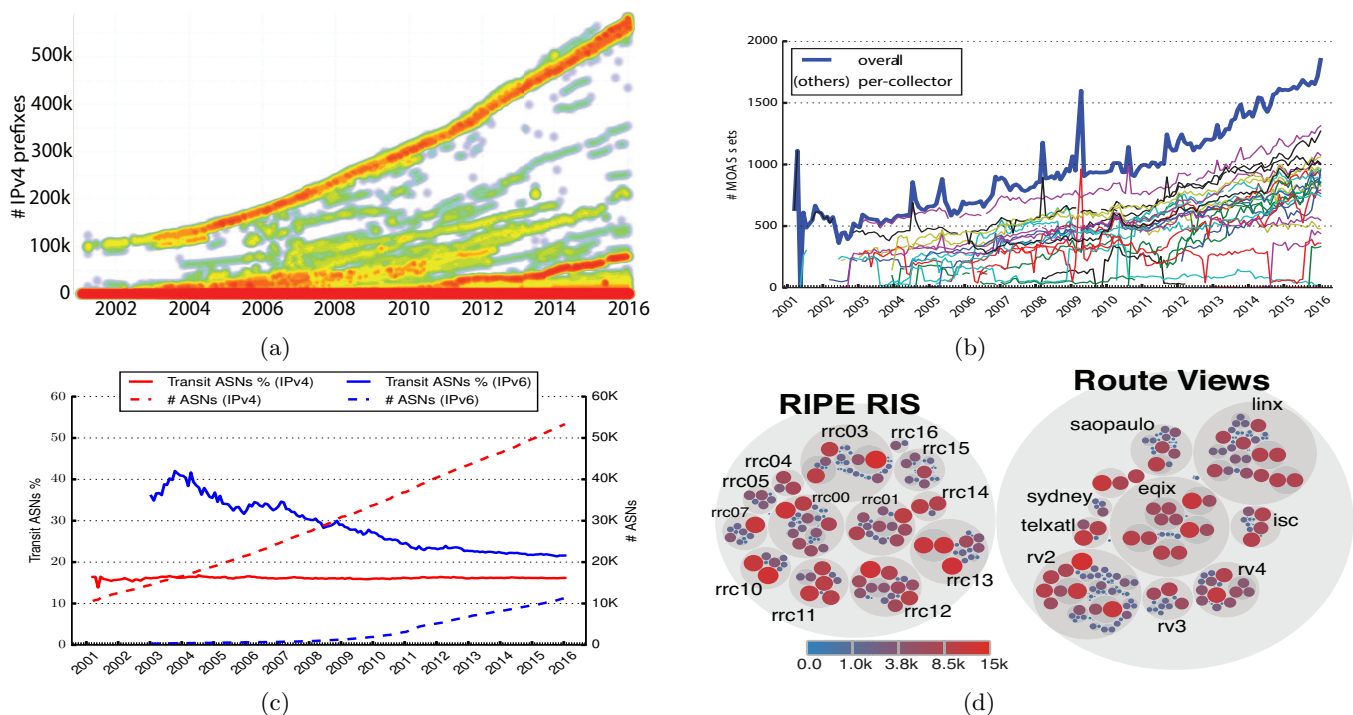 # IPv4 prefixes
500k
400k
300k
200k
100k
0
2002 2004 2006 2008 2010 2012 2014 2016
(a)
# MOAS sets
2000
1500
1000
500
0
overall
(others) per-collector
2001 2002 2003 2004 2005 2006 2007 2008 2009 2010 2011 2012 2013 2014 2015 2016
(b)
Transit ASNs % (IPv4)
# ASNs (IPv4)
Transit ASNs % (IPv6)
# ASNs (IPv6)
Transit ASNs %
60
50
40
30
20
10
0
60K
50K
40K
30K
20K
10K
0
# ASNs
2001 2002 2003 2004 2005 2006 2007 2008 2009 2010 2011 2012 2013 2014 2015 2016
(c)
RIPE RIS
rrc03
rrc16
rrc15
rrc04
rrc05
rrc00
rrc01
rrc14
rrc07
rrc13
rrc10
rrc11
rrc12
Route Views
linx
saopaulo
eqix
sydney
telxatl
isc
rv2
rv4
rv3
0.0 1.0k 3.8k 8.5k 15k
(d)